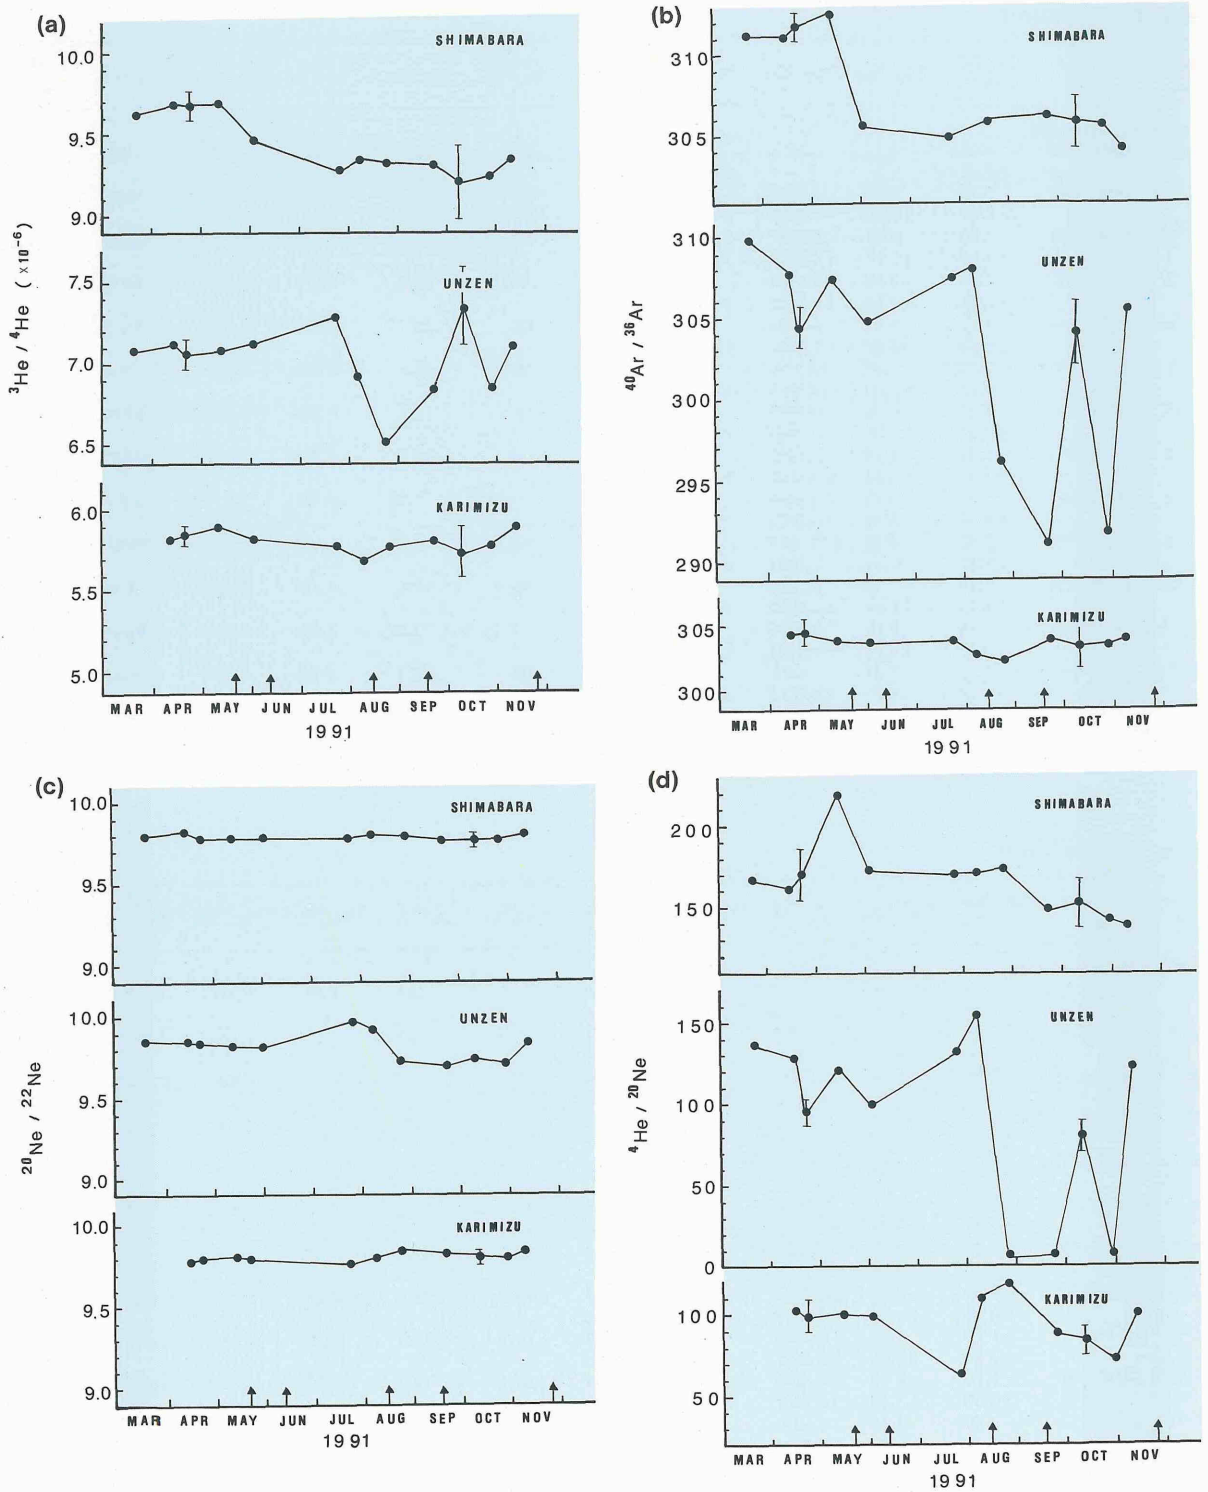 (a)
SHIMABARA
10.0
9.5
9.0
UNZEN
7.5
7.0
6.5
KARIMIZU
6.0
5.5
5.0
³He / ⁴He ( ×10⁻⁶)
MAR APR MAY JUN JUL AUG SEP OCT NOV
1991
(b)
SHIMABARA
310
305
UNZEN
310
305
300
295
290
KARIMIZU
305
300
⁴⁰Ar / ³⁶Ar
MAR APR MAY JUN JUL AUG SEP OCT NOV
1991
(c)
SHIMABARA
10.0
9.5
9.0
UNZEN
10.0
9.5
9.0
KARIMIZU
10.0
9.5
9.0
²⁰Ne / ²²Ne
MAR APR MAY JUN JUL AUG SEP OCT NOV
1991
(d)
SHIMABARA
200
150
UNZEN
150
100
50
0
KARIMIZU
100
50
⁴He / ²⁰Ne
MAR APR MAY JUN JUL AUG SEP OCT NOV
1991